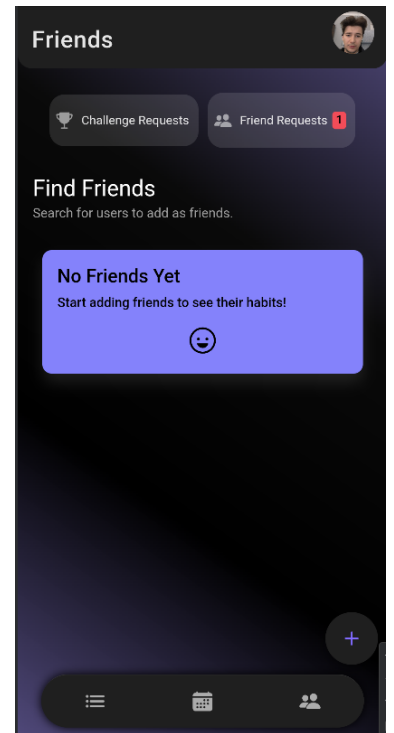 Friends
Challenge Requests
Friend Requests 1
Find Friends
Search for users to add as friends.
No Friends Yet
Start adding friends to see their habits!